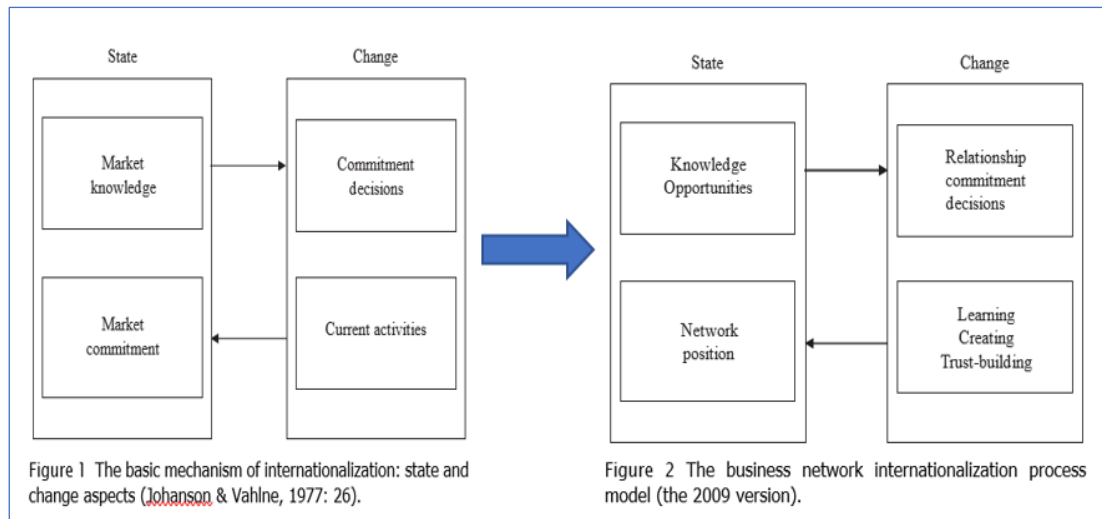 State
Change
Market
knowledge
Commitment
decisions
Market
commitment
Current activities
Figure 1 The basic mechanism of internationalization: state and
change aspects (Johanson & Vahlne, 1977: 26).
State
Change
Knowledge
Opportunities
Relationship
commitment
decisions
Network
position
Learning
Creating
Trust-building
Figure 2 The business network internationalization process
model (the 2009 version).